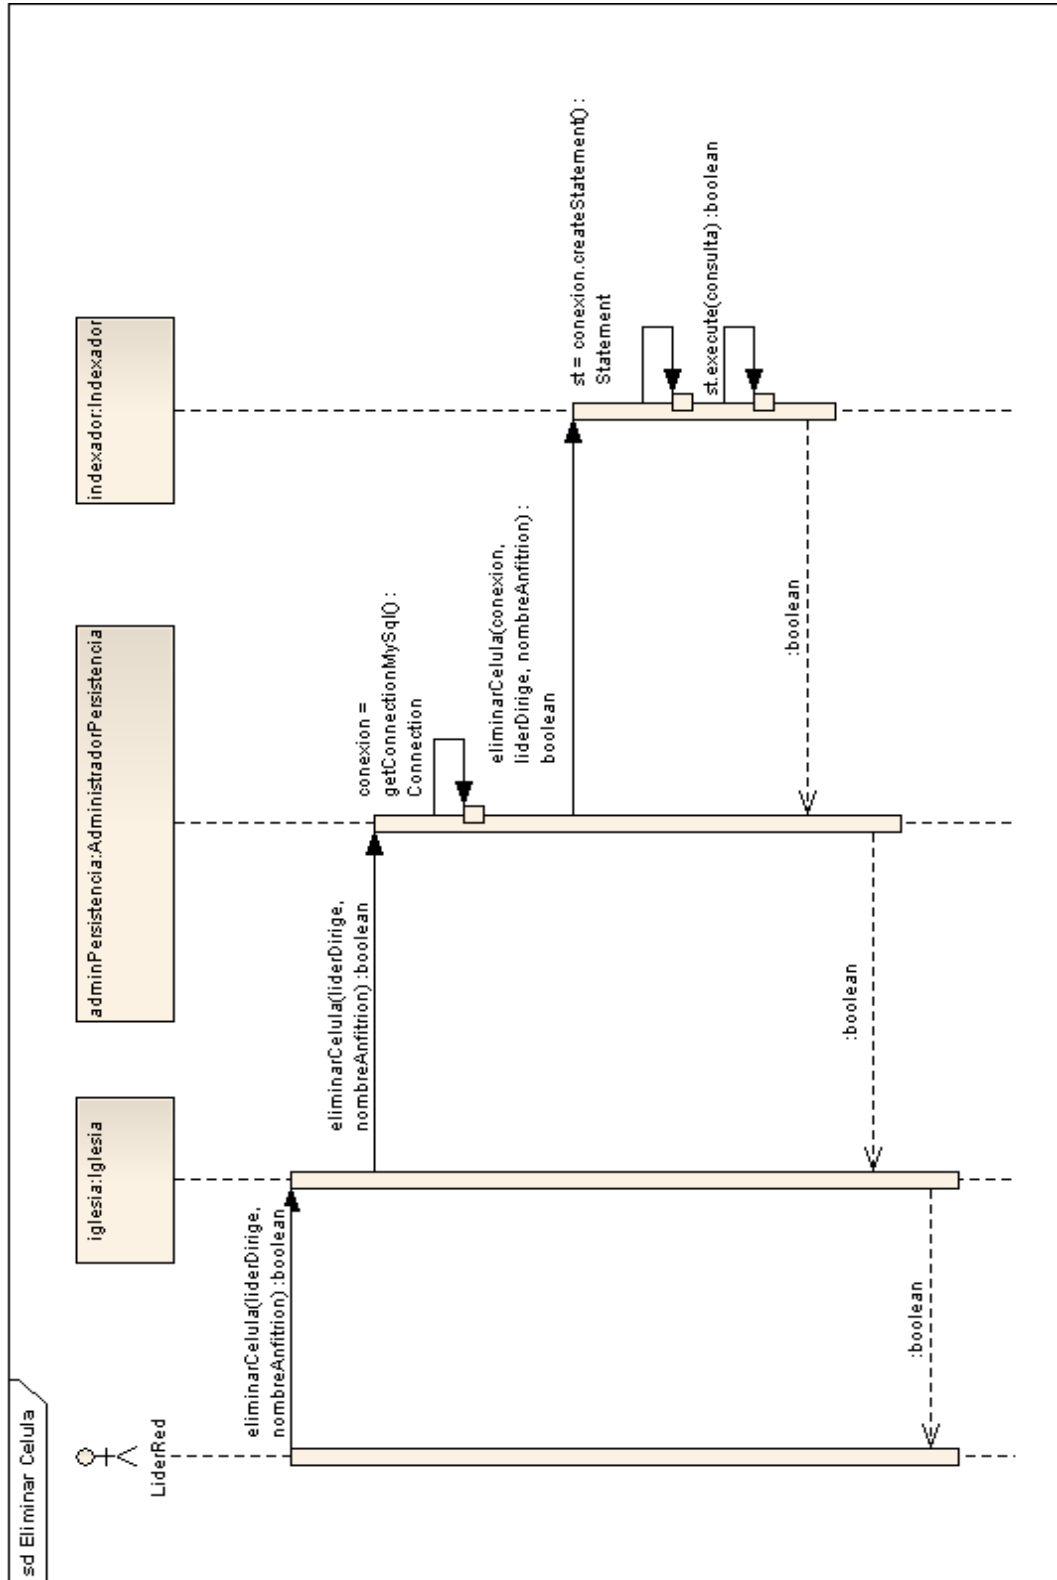 sd Eliminar Celula
LiderRed
iglesia:Iglesia
adminPersistencia:AdministradorPersistencia
indexador:Indexador
eliminarCelula(liderDirige,
nombreAnfitrion) :boolean
eliminarCelula(liderDirige,
nombreAnfitrion) :boolean
conexion =
getConnectionMySql() :
Connection
eliminarCelula(conexion,
liderDirige, nombreAnfitrion) :
boolean
st = conexion.createStatement() :
Statement
st.execute(consulta) :boolean
:boolean
:boolean
:boolean